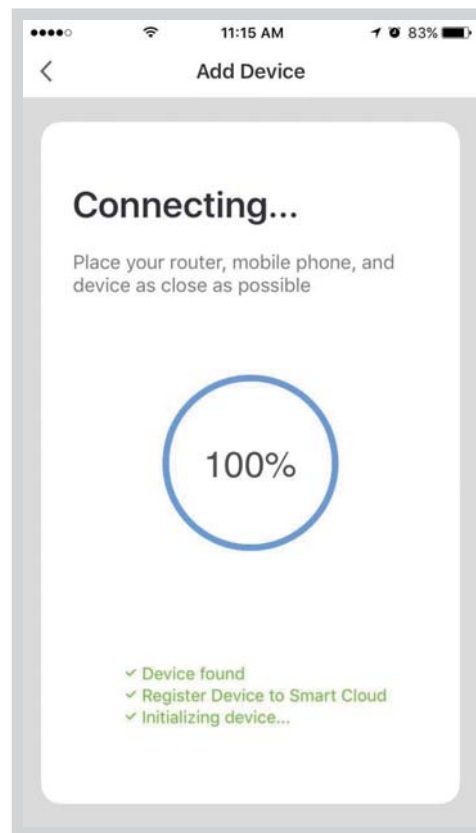 11:15 AM
83%
Add Device
Connecting...
Place your router, mobile phone, and
device as close as possible
100%
Device found
Register Device to Smart Cloud
Initializing device...